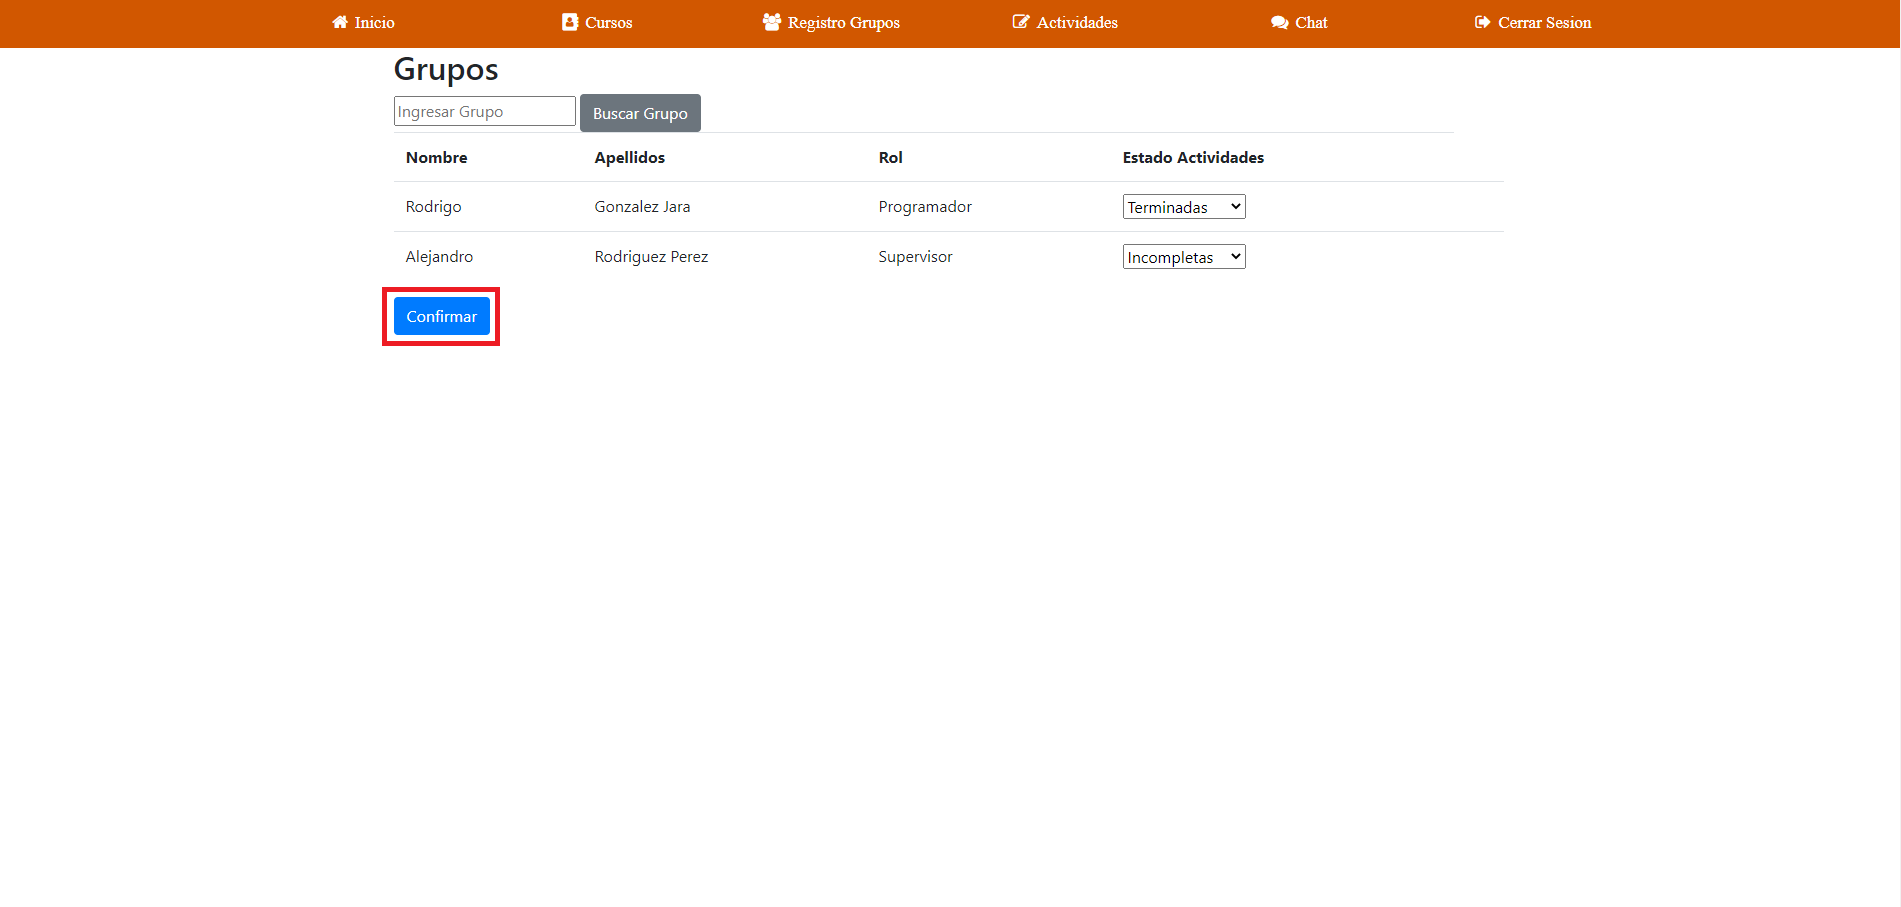 Inicio Cursos Registro Grupos Actividades Chat Cerrar Sesion
Grupos
Ingresar Grupo Buscar Grupo
Nombre Apellidos Rol Estado Actividades
Rodrigo Gonzalez Jara Programador Terminadas
Alejandro Rodriguez Perez Supervisor Incompletas
Confirmar